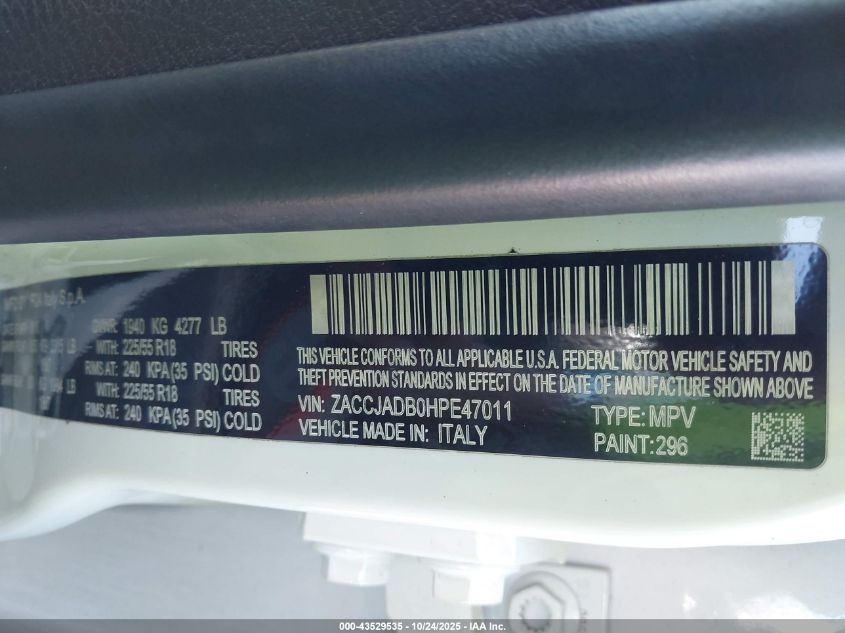 FCA Italy S.p.A.
GVWR: 1940 KG 4277 LB
WITH: 225/55 R18 TIRES
RIMS AT: 240 KPA(35 PSI) COLD
WITH: 225/55 R18 TIRES
RIMS AT: 240 KPA(35 PSI) COLD
THIS VEHICLE CONFORMS TO ALL APPLICABLE U.S.A. FEDERAL MOTOR VEHICLE SAFETY AND
THEFT PREVENTION STANDARDS IN EFFECT ON THE DATE OF MANUFACTURE SHOWN ABOVE
VIN: ZACCJADB0HPE47011
TYPE: MPV
VEHICLE MADE IN: ITALY
PAINT: 296
000-43529535 - 10/24/2025 - IAA Inc.